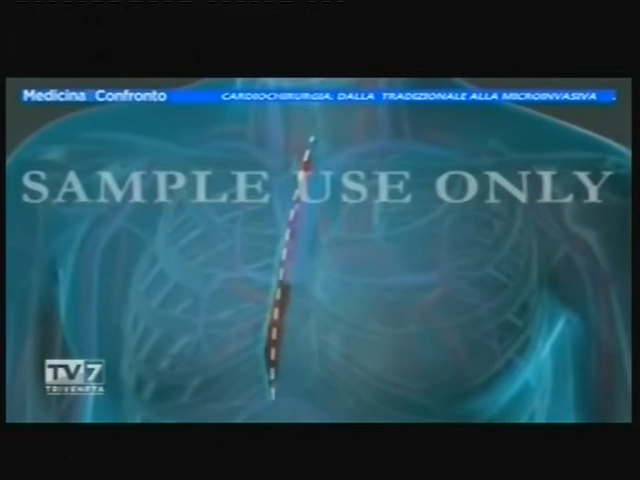 Medicina Confronto
CARDIOCHIRURGIA: DALLA TRADIZIONALE ALLA MICROINVASIVA
SAMPLE USE ONLY
TV7
TRIVENETA